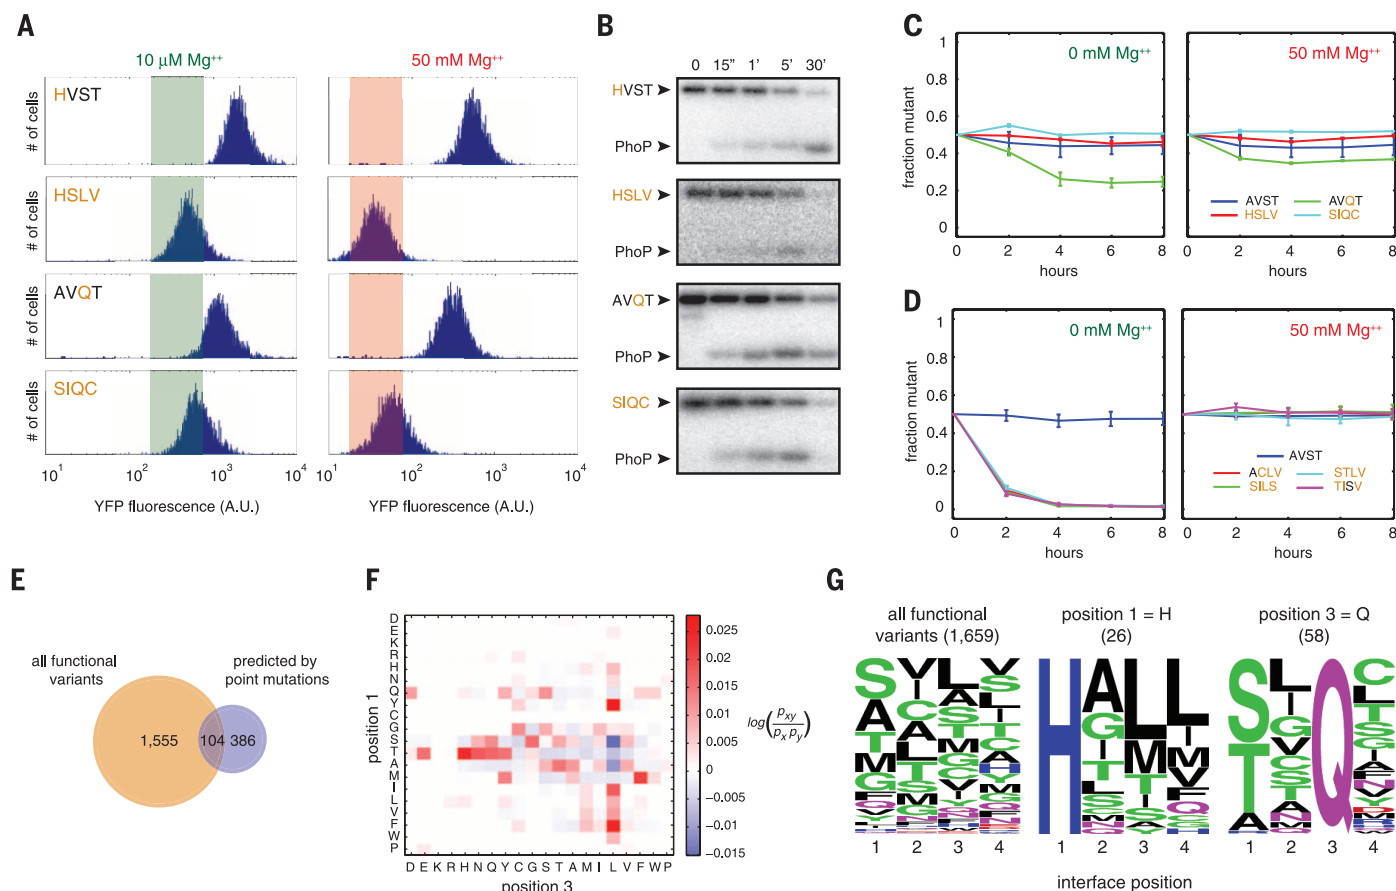 A
10 µM Mg⁺⁺
50 mM Mg⁺⁺
# of cells
HVST
# of cells
HSLV
# of cells
AVQT
# of cells
SIQC
10¹ 10² 10³ 10⁴
10¹ 10² 10³ 10⁴
YFP fluorescence (A.U.)
YFP fluorescence (A.U.)
B
0 15” 1’ 5’ 30’
HVST
PhoP
HSLV
PhoP
AVQT
PhoP
SIQC
PhoP
C
0 mM Mg⁺⁺
50 mM Mg⁺⁺
fraction mutant
1
0.8
0.6
0.4
0.2
0
AVST
AVQT
HSLV
SIQC
0 2 4 6 8
0 2 4 6 8
hours
hours
D
0 mM Mg⁺⁺
50 mM Mg⁺⁺
fraction mutant
1
0.8
0.6
0.4
0.2
0
AVST
ACLV
STLV
SILS
TISV
0 2 4 6 8
0 2 4 6 8
hours
hours
E
all functional
variants
predicted by
point mutations
1,555
104
386
F
position 1
D
E
K
R
H
N
Q
Y
C
G
S
T
A
M
I
L
V
F
W
P
D E K R H N Q Y C G S T A M I L V F W P
position 3
0.025
0.02
0.015
0.01
0.005
0
−0.005
−0.01
−0.015
log(pxy/px py)
G
all functional
variants (1,659)
position 1 = H
(26)
position 3 = Q
(58)
1 2 3 4
1 2 3 4
1 2 3 4
interface position